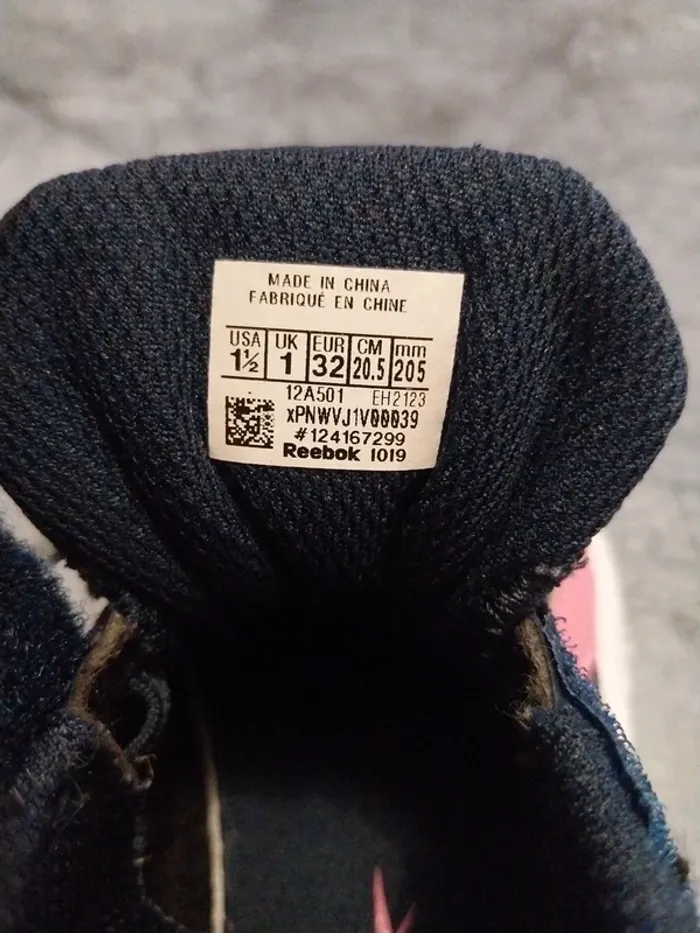 MADE IN CHINA
FABRIQUÉ EN CHINE
USA UK EUR CM mm
1½ 1 32 20.5 205
12A501 EH2123
xPNWVJ1V00039
#124167299
Reebok 1019